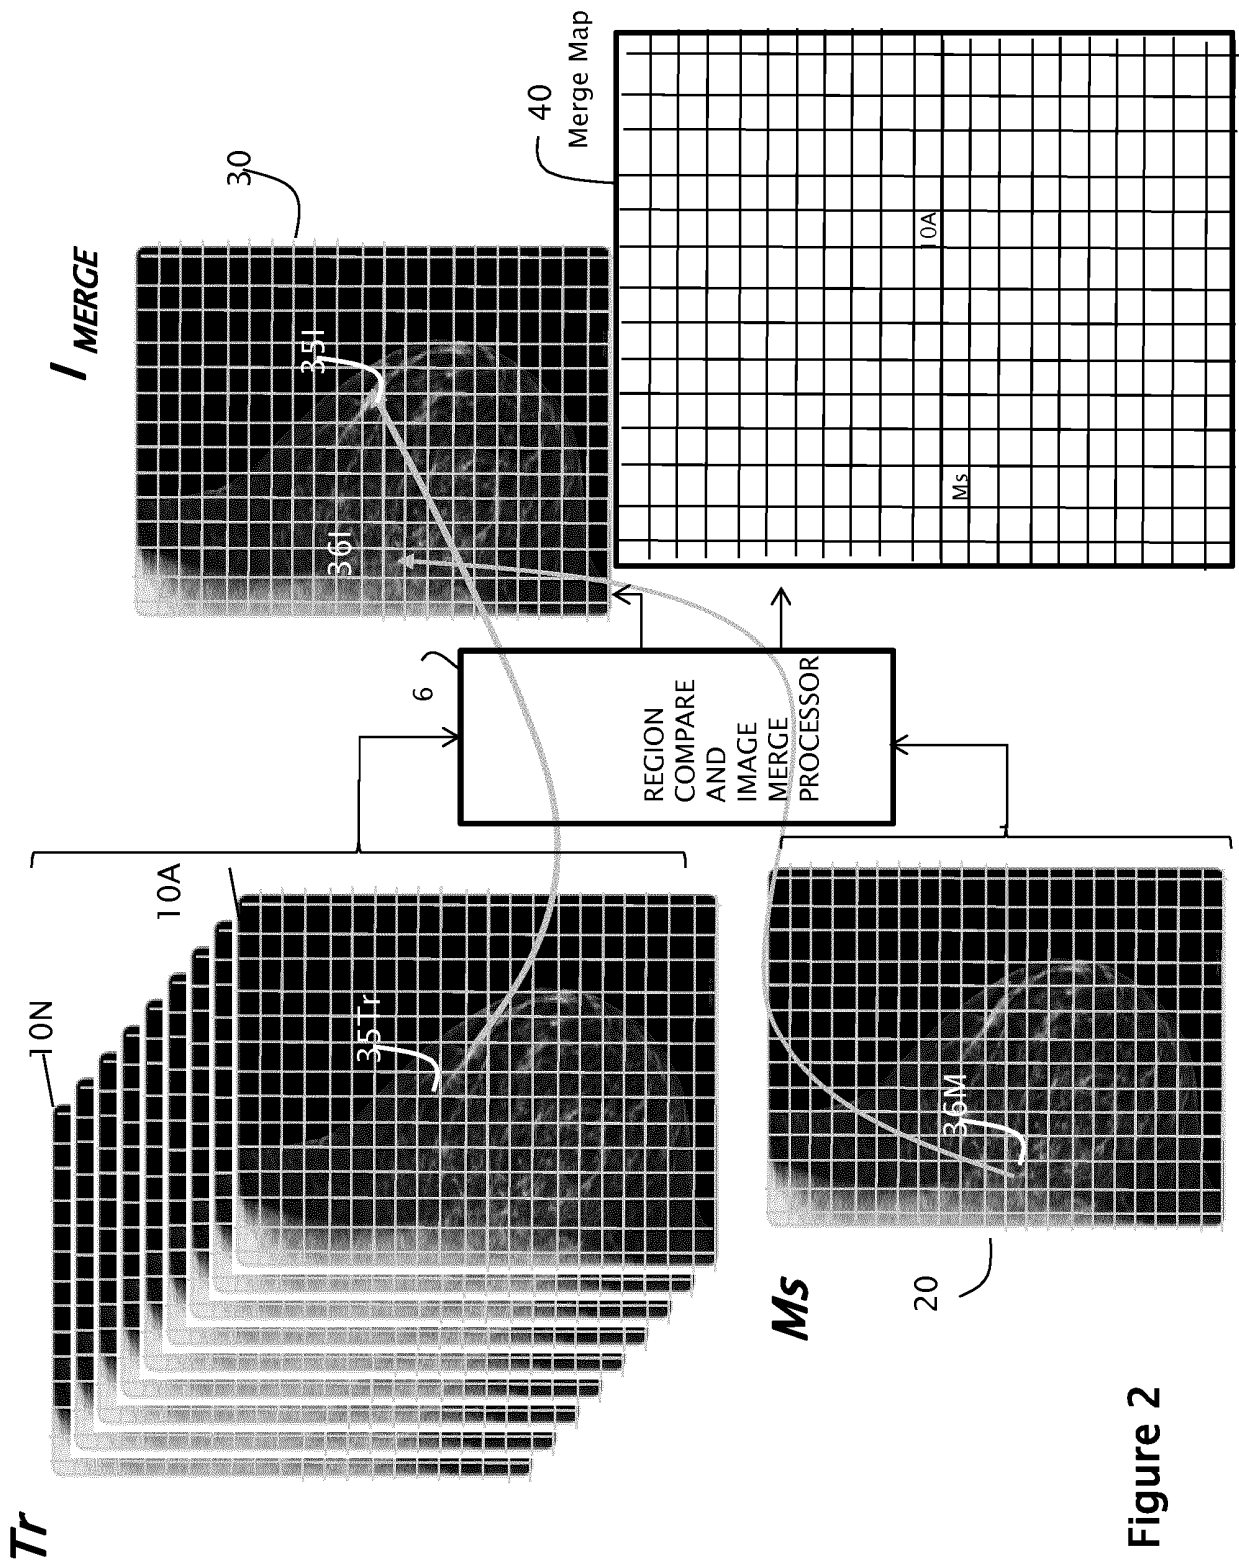 Tr
10N
10A
35Tr
Ms
20
36M
6
REGION
COMPARE
AND
IMAGE
MERGE
PROCESSOR
I MERGE
30
35I
36I
40
Merge Map
10A
Ms
Figure 2